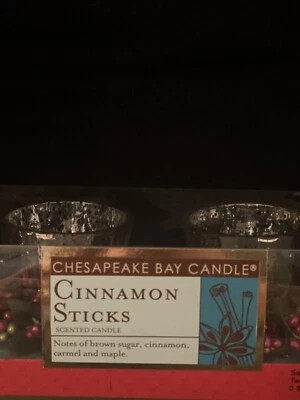 CHESAPEAKE BAY CANDLE®
CINNAMON
STICKS
SCENTED CANDLE
Notes of brown sugar, cinnamon,
carmel and maple.